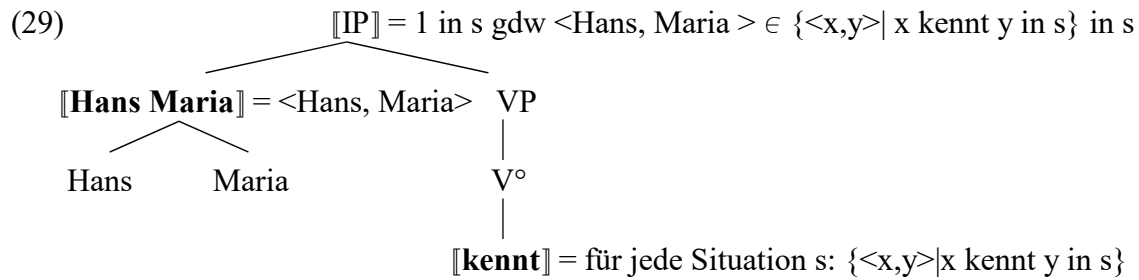 (29) ⟦IP⟧ = 1 in s gdw <Hans, Maria > ∈ {<x,y>| x kennt y in s} in s
⟦Hans Maria⟧ = <Hans, Maria> VP
Hans Maria V°
⟦kennt⟧ = für jede Situation s: {<x,y>|x kennt y in s}